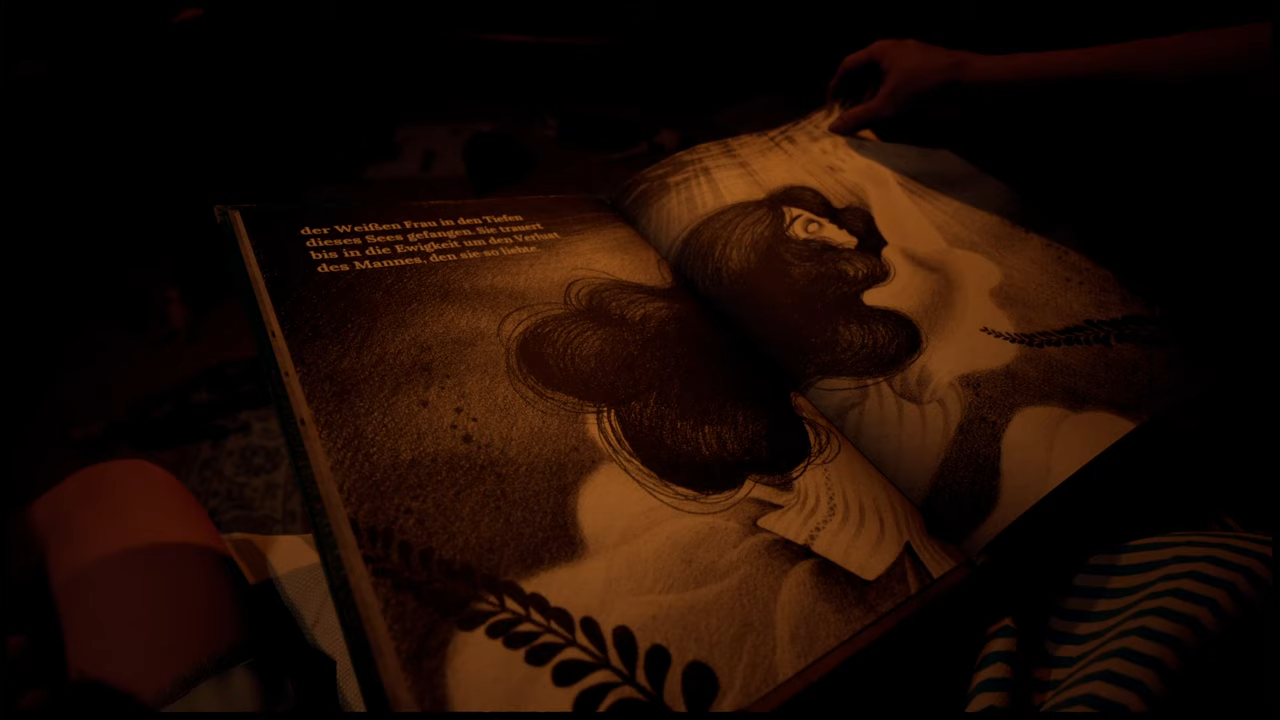 der Weißen Frau in den Tiefen
dieses Sees gefangen. Sie trauert
bis in die Ewigkeit um den Verlust
des Mannes, den sie so liebte.